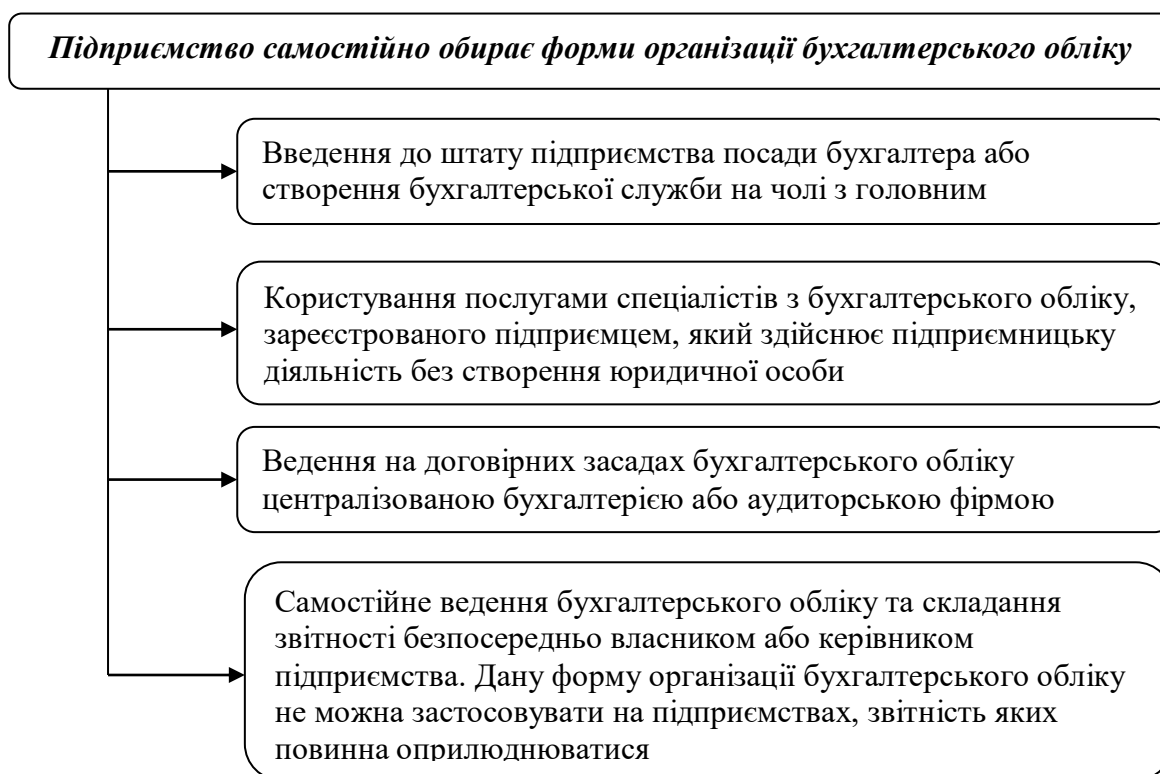 Підприємство самостійно обирає форми організації бухгалтерського обліку
Введення до штату підприємства посади бухгалтера або
створення бухгалтерської служби на чолі з головним
Користування послугами спеціалістів з бухгалтерського обліку,
зареєстрованого підприємцем, який здійснює підприємницьку
діяльність без створення юридичної особи
Ведення на договірних засадах бухгалтерського обліку
централізованою бухгалтерією або аудиторською фірмою
Самостійне ведення бухгалтерського обліку та складання
звітності безпосередньо власником або керівником
підприємства. Дану форму організації бухгалтерського обліку
не можна застосовувати на підприємствах, звітність яких
повинна оприлюднюватися